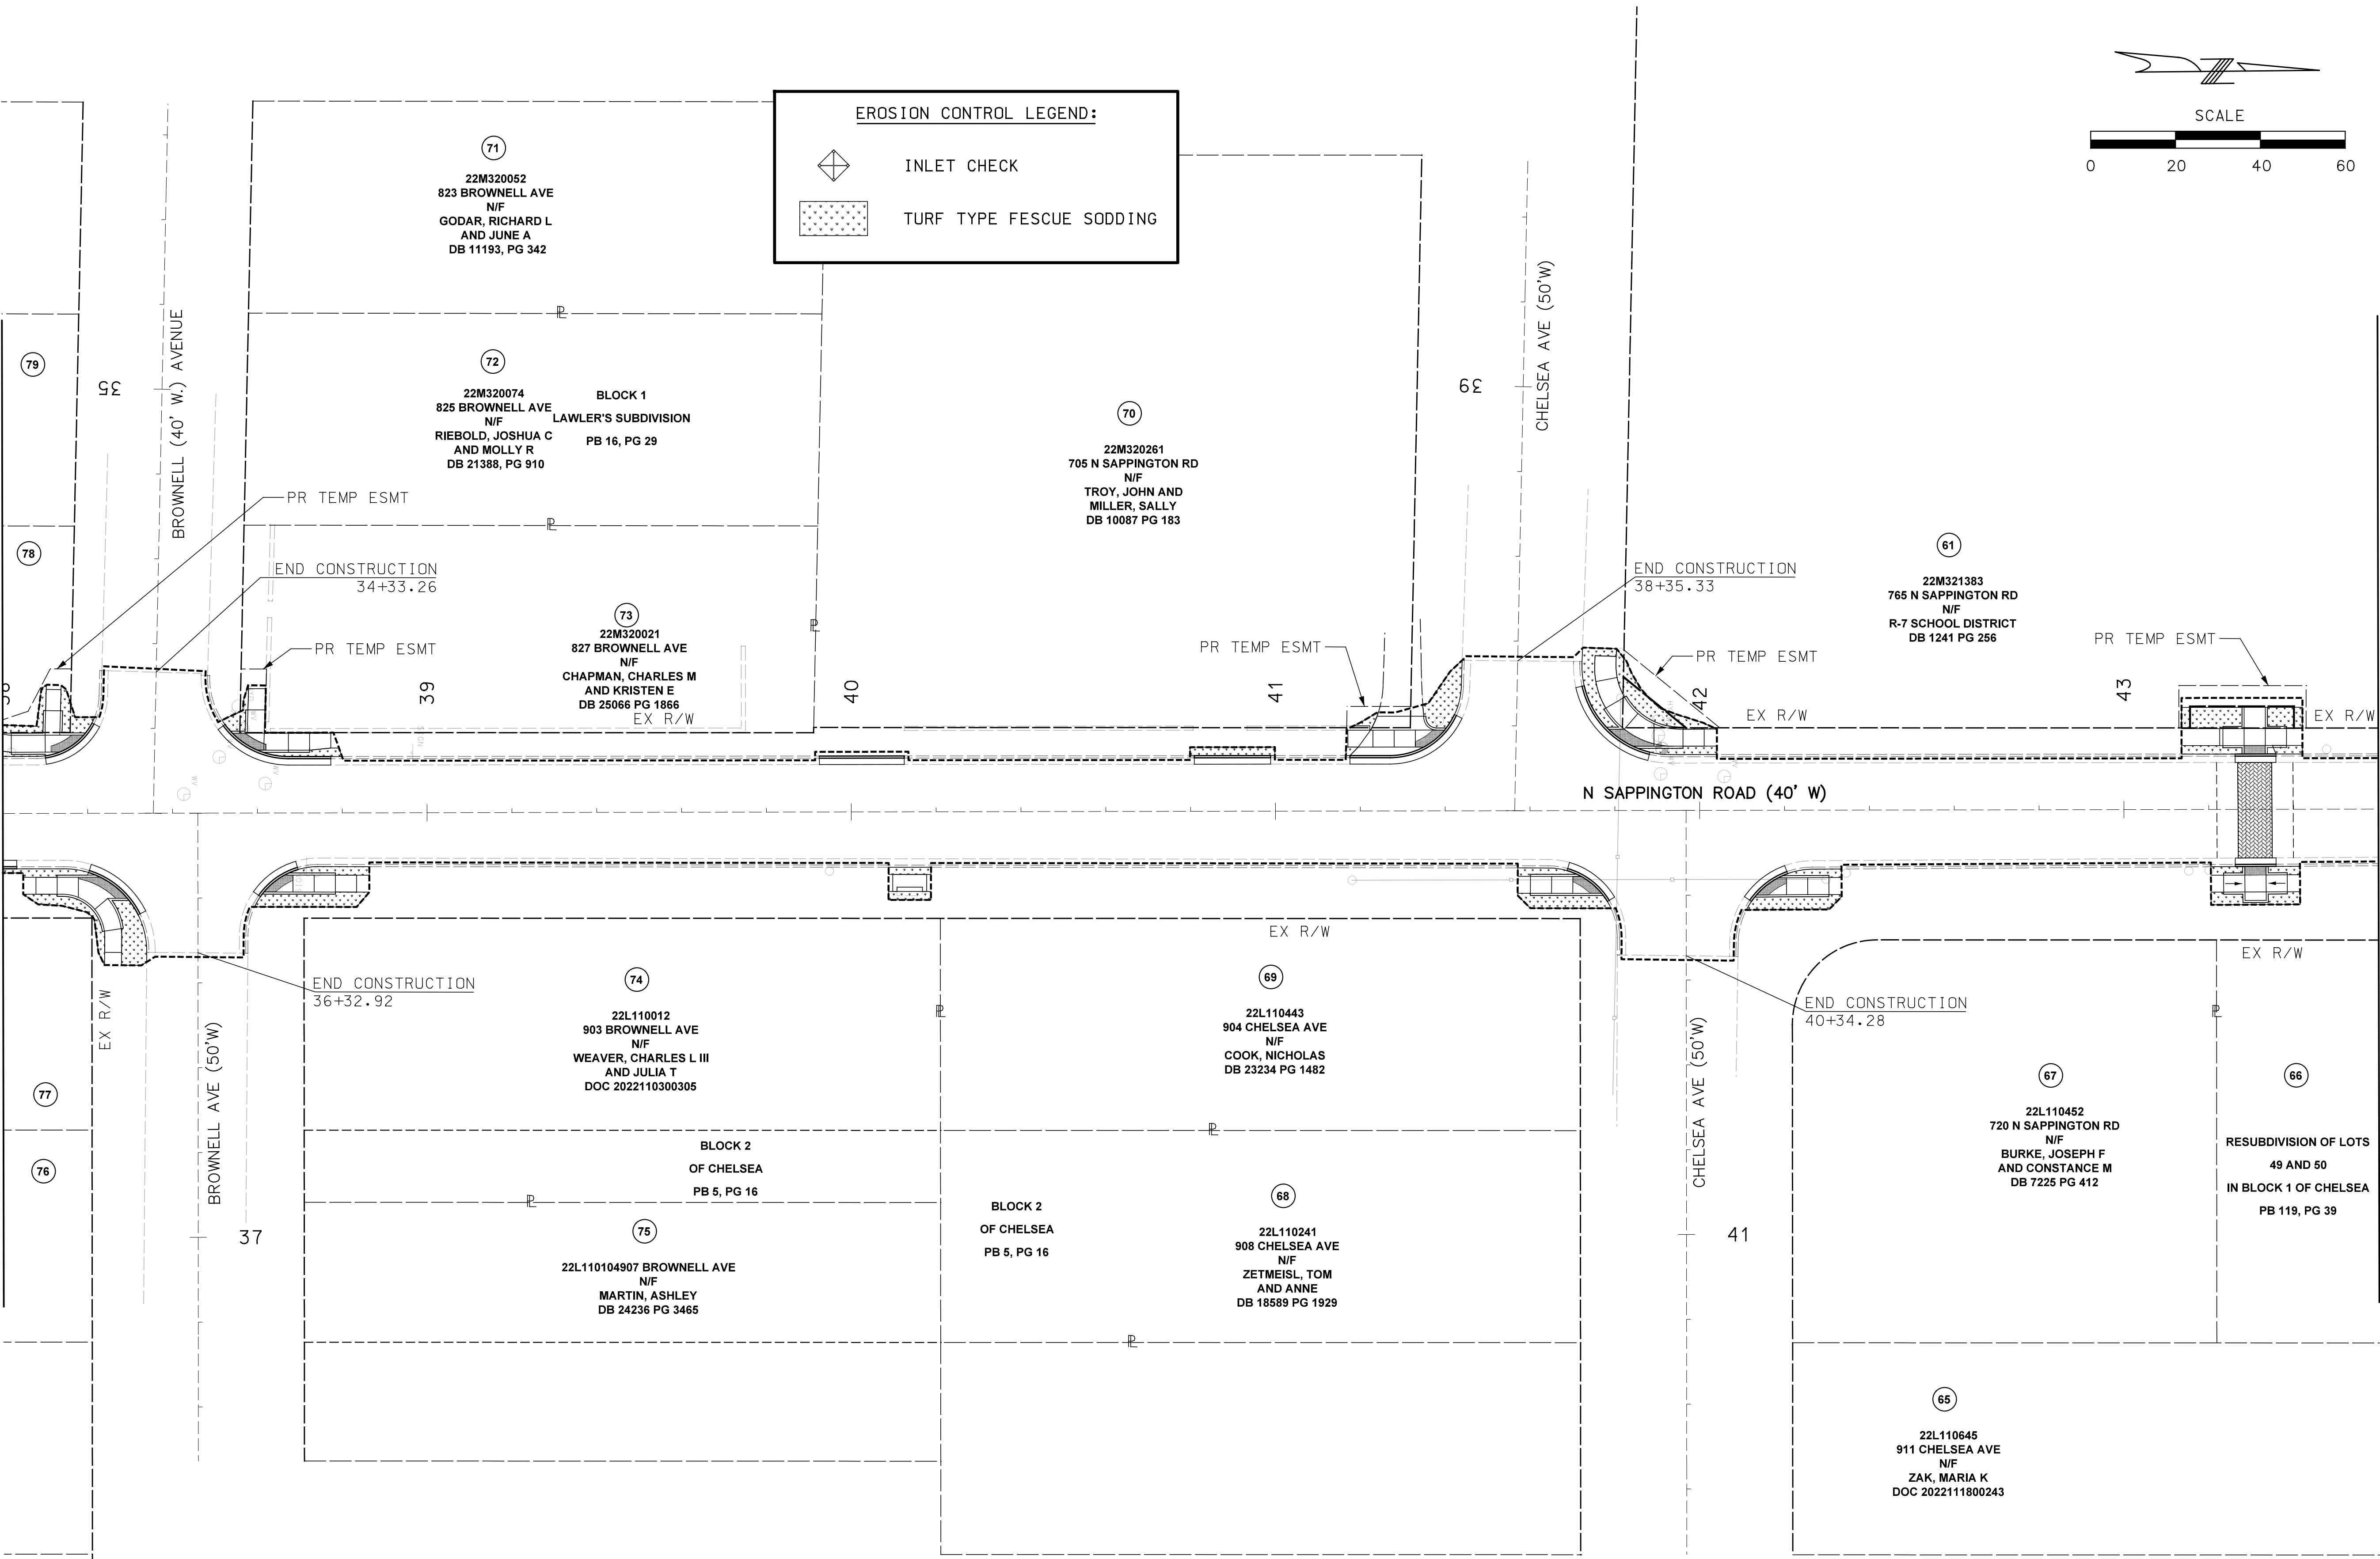 SCALE
0 20 40 60
EROSION CONTROL LEGEND:
INLET CHECK
TURF TYPE FESCUE SODDING
71
22M320052
823 BROWNELL AVE
N/F
GODAR, RICHARD L
AND JUNE A
DB 11193, PG 342
79
35
BROWNELL (40' W.) AVENUE
72
22M320074
825 BROWNELL AVE
N/F
RIEBOLD, JOSHUA C
AND MOLLY R
DB 21388, PG 910
BLOCK 1
LAWLER'S SUBDIVISION
PB 16, PG 29
70
22M320261
705 N SAPPINGTON RD
N/F
TROY, JOHN AND
MILLER, SALLY
DB 10087 PG 183
39
CHELSEA AVE (50'W)
78
PR TEMP ESMT
END CONSTRUCTION
34+33.26
PR TEMP ESMT
73
22M320021
827 BROWNELL AVE
N/F
CHAPMAN, CHARLES M
AND KRISTEN E
DB 25066 PG 1866
EX R/W
PR TEMP ESMT
END CONSTRUCTION
38+35.33
PR TEMP ESMT
61
22M321383
765 N SAPPINGTON RD
N/F
R-7 SCHOOL DISTRICT
DB 1241 PG 256
PR TEMP ESMT
39
40
41
42
43
EX R/W
EX R/W
WV
N SAPPINGTON ROAD (40' W)
EX R/W
BROWNELL AVE (50'W)
END CONSTRUCTION
36+32.92
74
22L110012
903 BROWNELL AVE
N/F
WEAVER, CHARLES L III
AND JULIA T
DOC 2022110300305
EX R/W
69
22L110443
904 CHELSEA AVE
N/F
COOK, NICHOLAS
DB 23234 PG 1482
CHELSEA AVE (50'W)
END CONSTRUCTION
40+34.28
EX R/W
77
76
37
BLOCK 2
OF CHELSEA
PB 5, PG 16
75
22L110104907 BROWNELL AVE
N/F
MARTIN, ASHLEY
DB 24236 PG 3465
BLOCK 2
OF CHELSEA
PB 5, PG 16
68
22L110241
908 CHELSEA AVE
N/F
ZETMEISL, TOM
AND ANNE
DB 18589 PG 1929
41
67
22L110452
720 N SAPPINGTON RD
N/F
BURKE, JOSEPH F
AND CONSTANCE M
DB 7225 PG 412
66
RESUBDIVISION OF LOTS
49 AND 50
IN BLOCK 1 OF CHELSEA
PB 119, PG 39
65
22L110645
911 CHELSEA AVE
N/F
ZAK, MARIA K
DOC 2022111800243